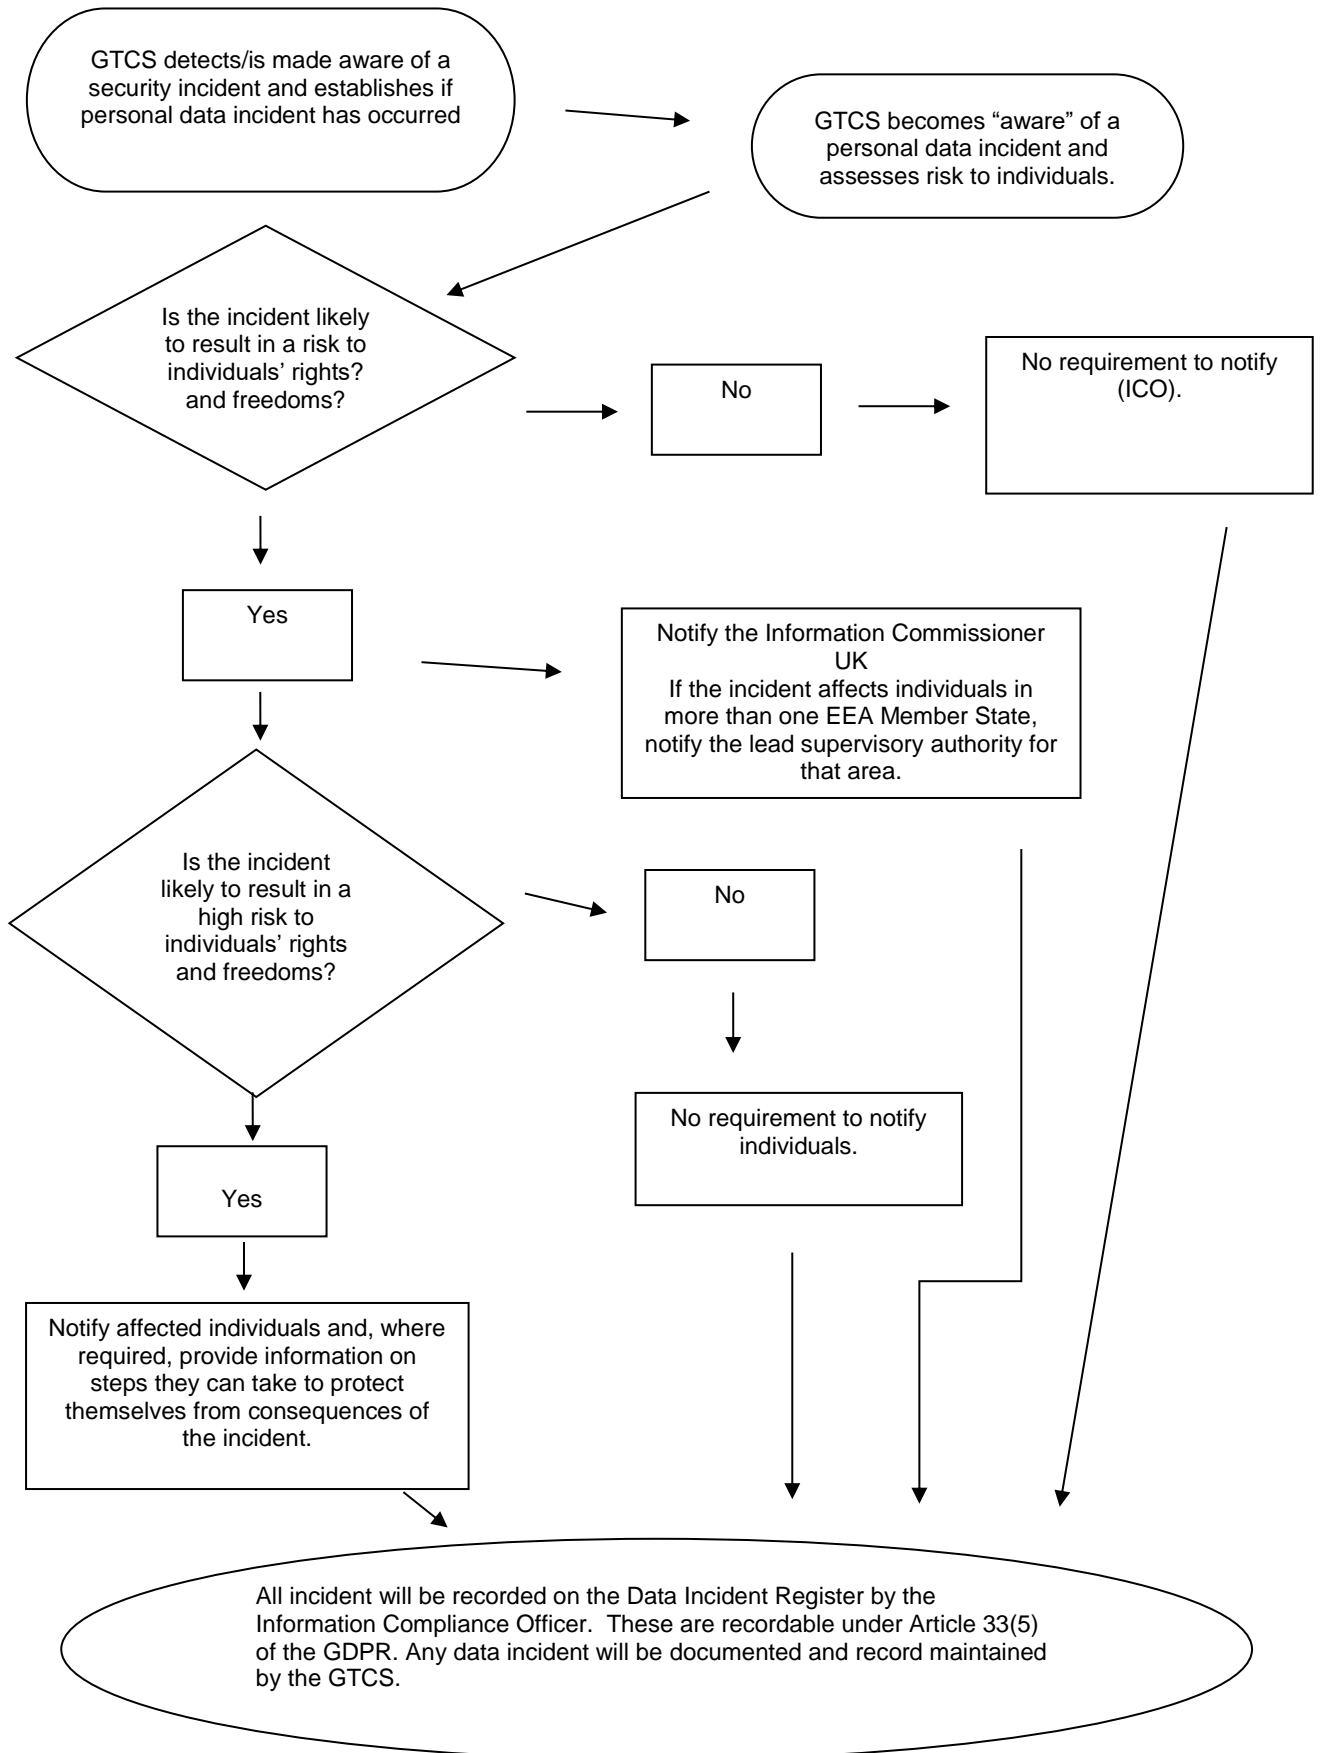 GTCS detects/is made aware of a
security incident and establishes if
personal data incident has occurred
GTCS becomes “aware” of a
personal data incident and
assesses risk to individuals.
Is the incident likely
to result in a risk to
individuals’ rights?
and freedoms?
No
No requirement to notify
(ICO).
Yes
Notify the Information Commissioner
UK
If the incident affects individuals in
more than one EEA Member State,
notify the lead supervisory authority for
that area.
Is the incident
likely to result in a
high risk to
individuals’ rights
and freedoms?
No
No requirement to notify
individuals.
Yes
Notify affected individuals and, where
required, provide information on
steps they can take to protect
themselves from consequences of
the incident.
All incident will be recorded on the Data Incident Register by the
Information Compliance Officer.  These are recordable under Article 33(5)
of the GDPR. Any data incident will be documented and record maintained
by the GTCS.